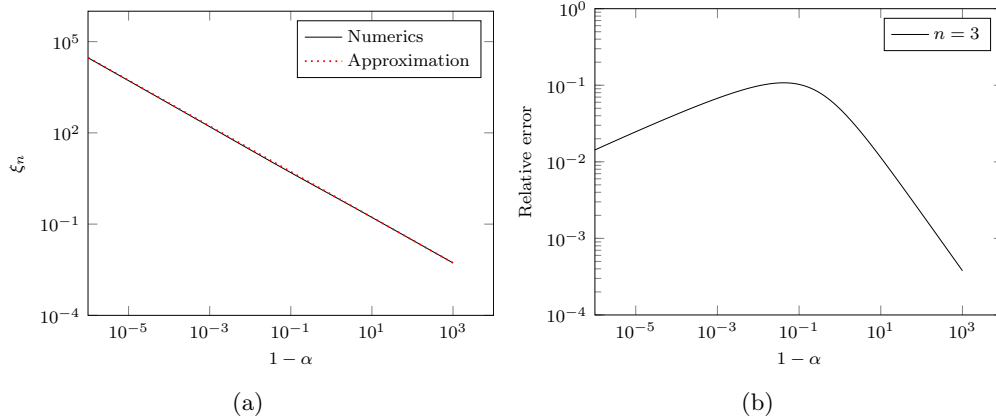 10^5
10^2
10^-1
10^-4
ξ_n
10^-5
10^-3
10^-1
10^1
10^3
1 − α
Numerics
Approximation
(a)
10^0
10^-1
10^-2
10^-3
10^-4
Relative error
10^-5
10^-3
10^-1
10^1
10^3
1 − α
n = 3
(b)